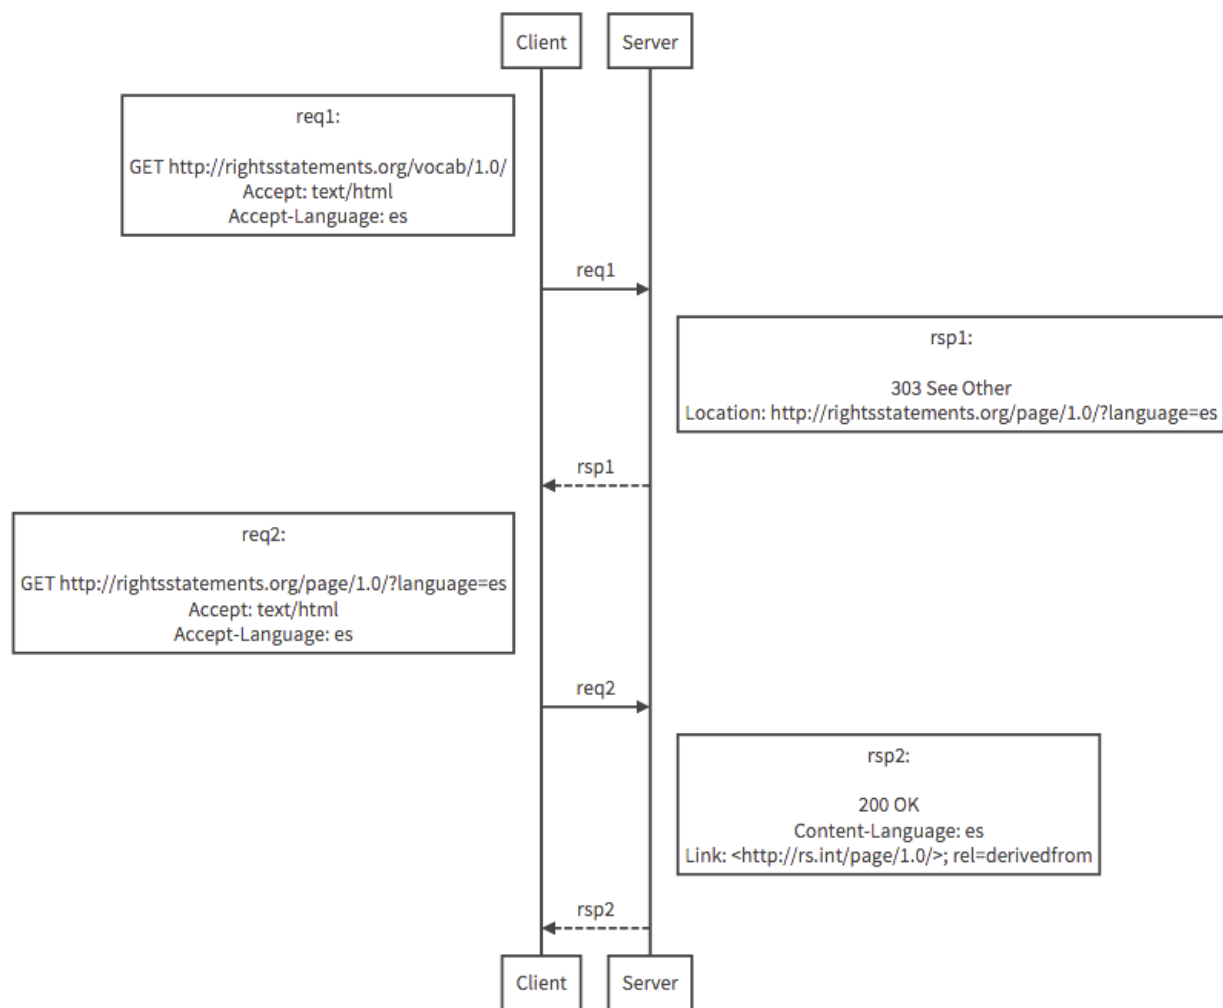 Client
Server
req1:
GET http://rightsstatements.org/vocab/1.0/
Accept: text/html
Accept-Language: es
req1
rsp1:
303 See Other
Location: http://rightsstatements.org/page/1.0/?language=es
rsp1
req2:
GET http://rightsstatements.org/page/1.0/?language=es
Accept: text/html
Accept-Language: es
req2
rsp2:
200 OK
Content-Language: es
Link: <http://rs.int/page/1.0/>; rel=derivedfrom
rsp2
Client
Server